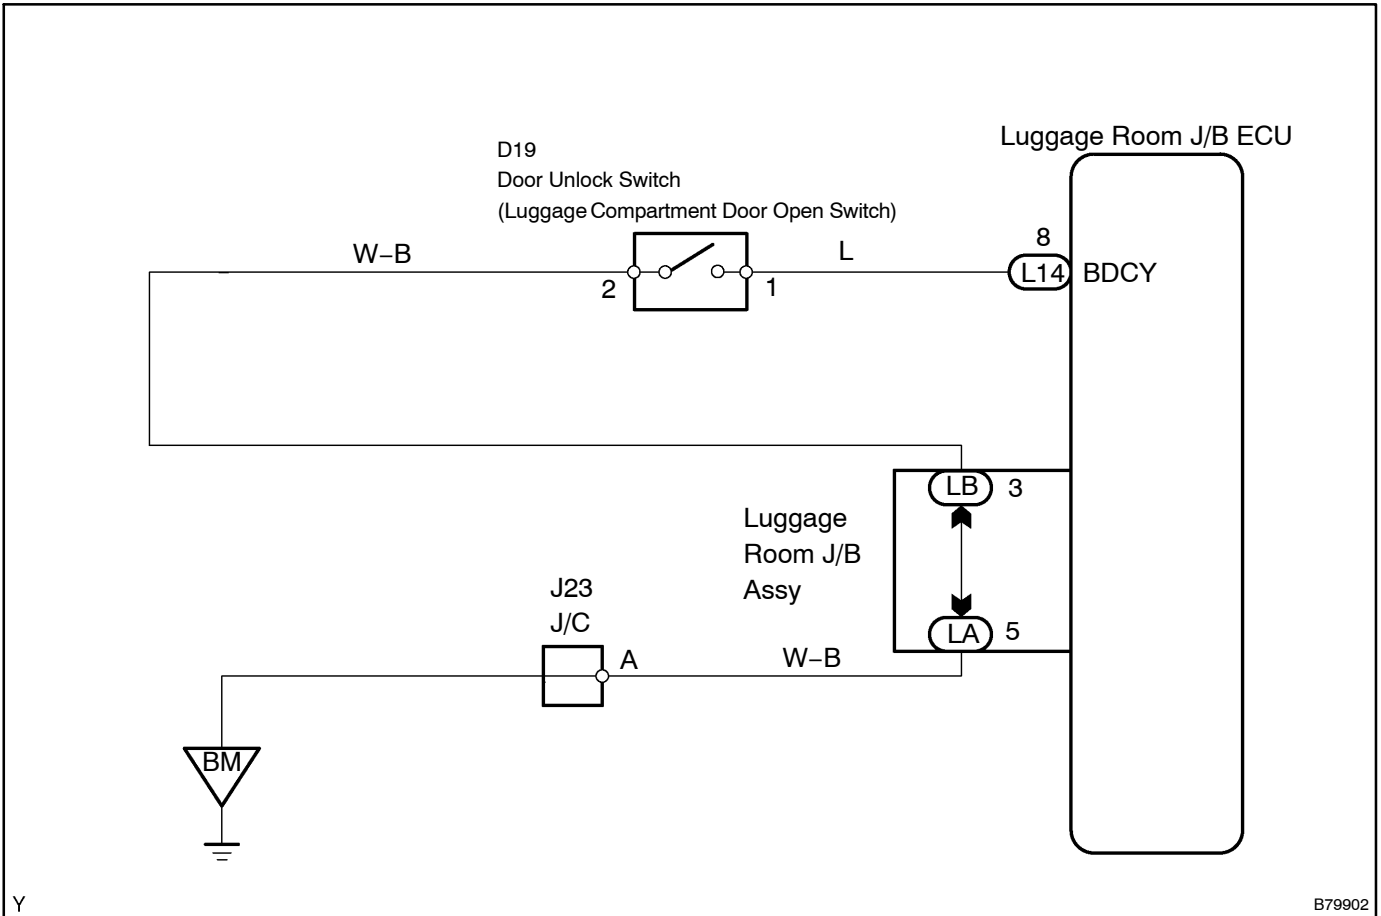 Luggage Room J/B ECU
D19
Door Unlock Switch
(Luggage Compartment Door Open Switch)
W–B
L
8
2
1
L14
BDCY
LB
3
Luggage
Room J/B
Assy
J23
J/C
LA
5
A
W–B
BM
Y
B79902